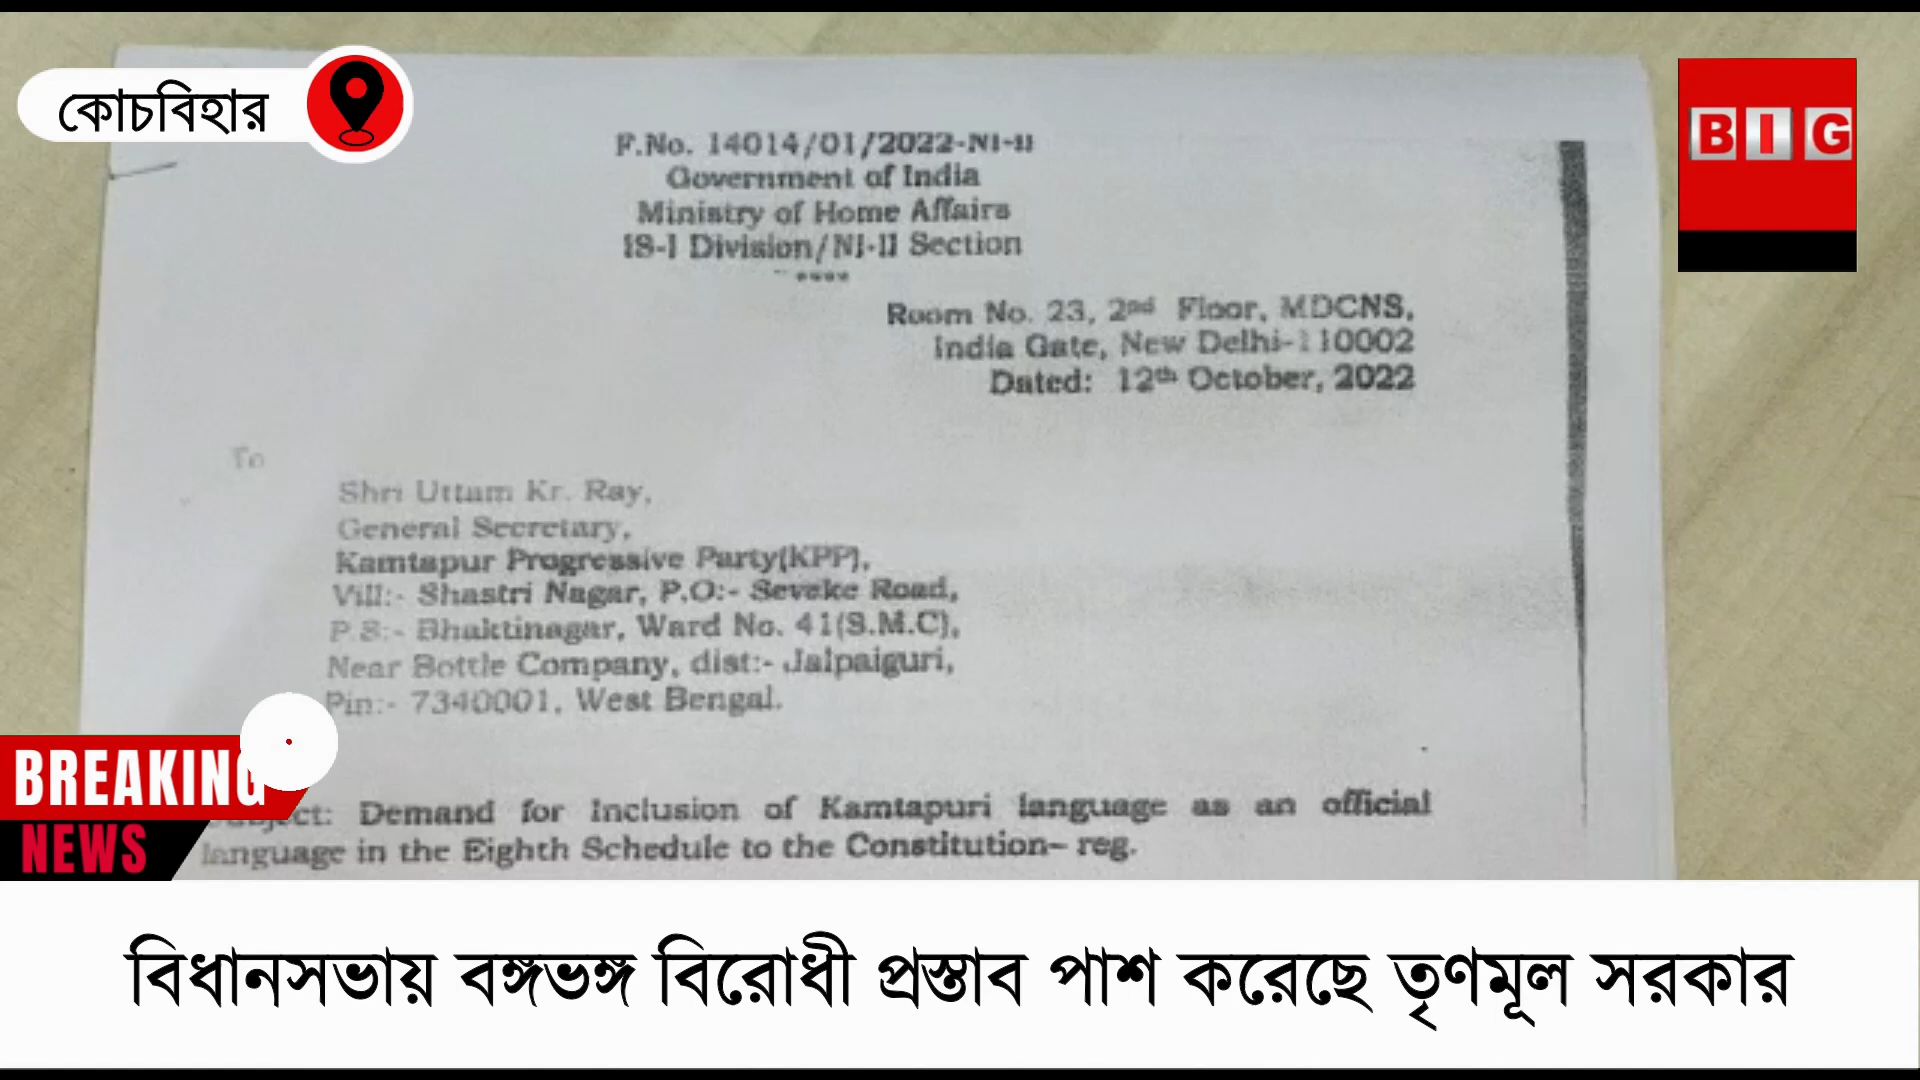 কোচবিহার
BIG
F.No. 14014/01/2022-NI-II
Government of India
Ministry of Home Affairs
IS-I Division/NI-II Section
****
Room No. 23, 2nd Floor, MDCNS,
India Gate, New Delhi-110002
Dated: 12th October, 2022
To
Shri Uttam Kr. Ray,
General Secretary,
Kamtapur Progressive Party(KPP),
Vill:- Shastri Nagar, P.O:- Seveke Road,
P.S:- Bhaktinagar, Ward No. 41(S.M.C),
Near Bottle Company, dist:- Jalpaiguri,
Pin:- 7340001, West Bengal.
Demand for Inclusion of Kamtapuri language as an official
language in the Eighth Schedule to the Constitution– reg.
BREAKING
NEWS
বিধানসভায় বঙ্গভঙ্গ বিরোধী প্রস্তাব পাশ করেছে তৃণমূল সরকার